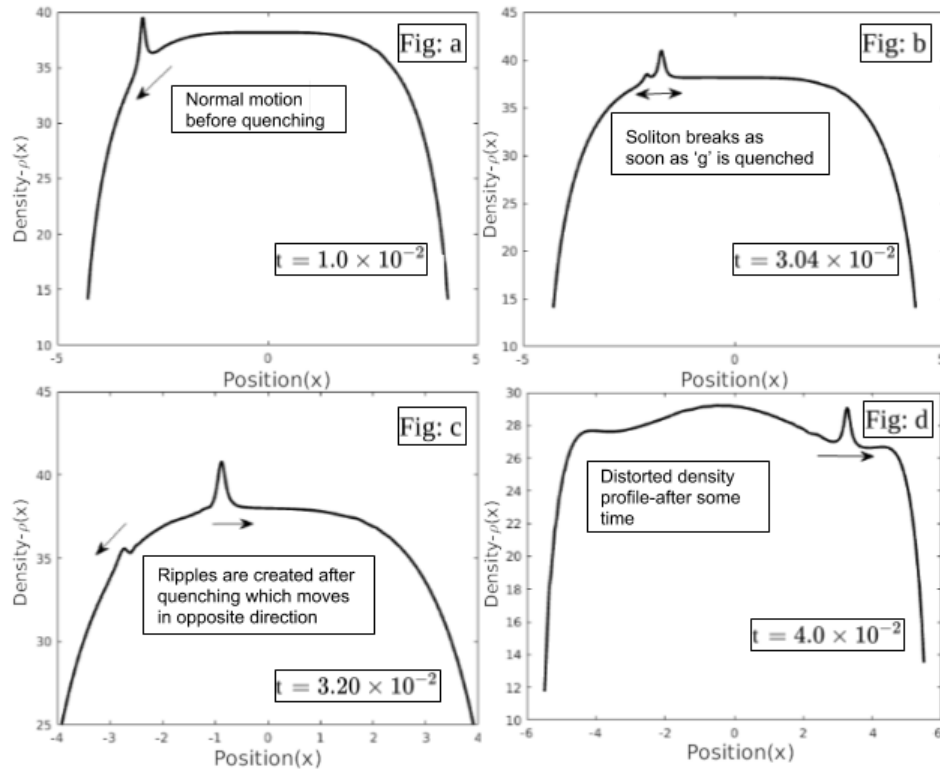 45
40
35
30
25
20
15
10
-5
0
5
Density-ρ(x)
Position(x)
Fig: a
Normal motion
before quenching
t = 1.0 × 10⁻²
45
40
35
30
25
20
15
10
-5
0
5
Density-ρ(x)
Position(x)
Fig: b
Soliton breaks as
soon as 'g' is quenched
t = 3.04 × 10⁻²
45
40
35
30
25
-4
-3
-2
-1
0
1
2
3
4
Density-ρ(x)
Position(x)
Fig: c
Ripples are created after
quenching which moves
in opposite direction
t = 3.20 × 10⁻²
30
28
26
24
22
20
18
16
14
12
10
-6
-4
-2
0
2
4
6
Density-ρ(x)
Position(x)
Fig: d
Distorted density
profile-after some
time
t = 4.0 × 10⁻²